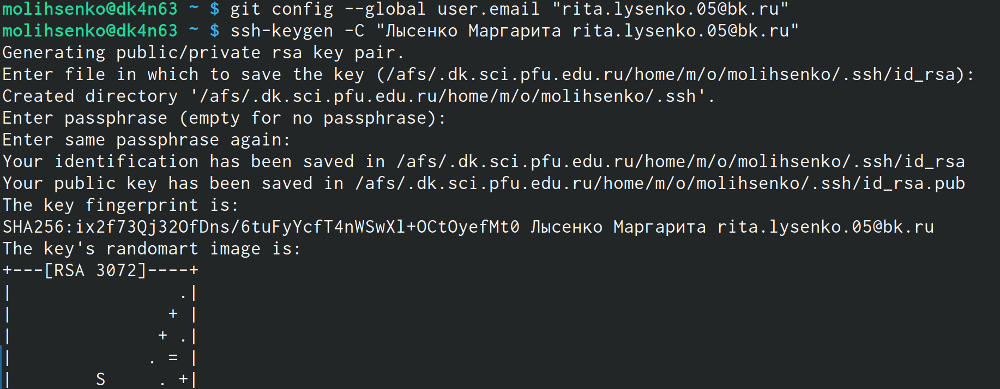 molihsenko@dk4n63 ~ $ git config --global user.email "rita.lysenko.05@bk.ru"
molihsenko@dk4n63 ~ $ ssh-keygen -C "Лысенко Маргарита rita.lysenko.05@bk.ru"
Generating public/private rsa key pair.
Enter file in which to save the key (/afs/.dk.sci.pfu.edu.ru/home/m/o/molihsenko/.ssh/id_rsa):
Created directory '/afs/.dk.sci.pfu.edu.ru/home/m/o/molihsenko/.ssh'.
Enter passphrase (empty for no passphrase):
Enter same passphrase again:
Your identification has been saved in /afs/.dk.sci.pfu.edu.ru/home/m/o/molihsenko/.ssh/id_rsa
Your public key has been saved in /afs/.dk.sci.pfu.edu.ru/home/m/o/molihsenko/.ssh/id_rsa.pub
The key fingerprint is:
SHA256:ix2f73Qj32OfDns/6tuFyYcfT4nWSwXl+OCtOyefMt0 Лысенко Маргарита rita.lysenko.05@bk.ru
The key's randomart image is:
+---[RSA 3072]----+
|                .|
|               + |
|              + .|
|             . = |
|        S     . +|